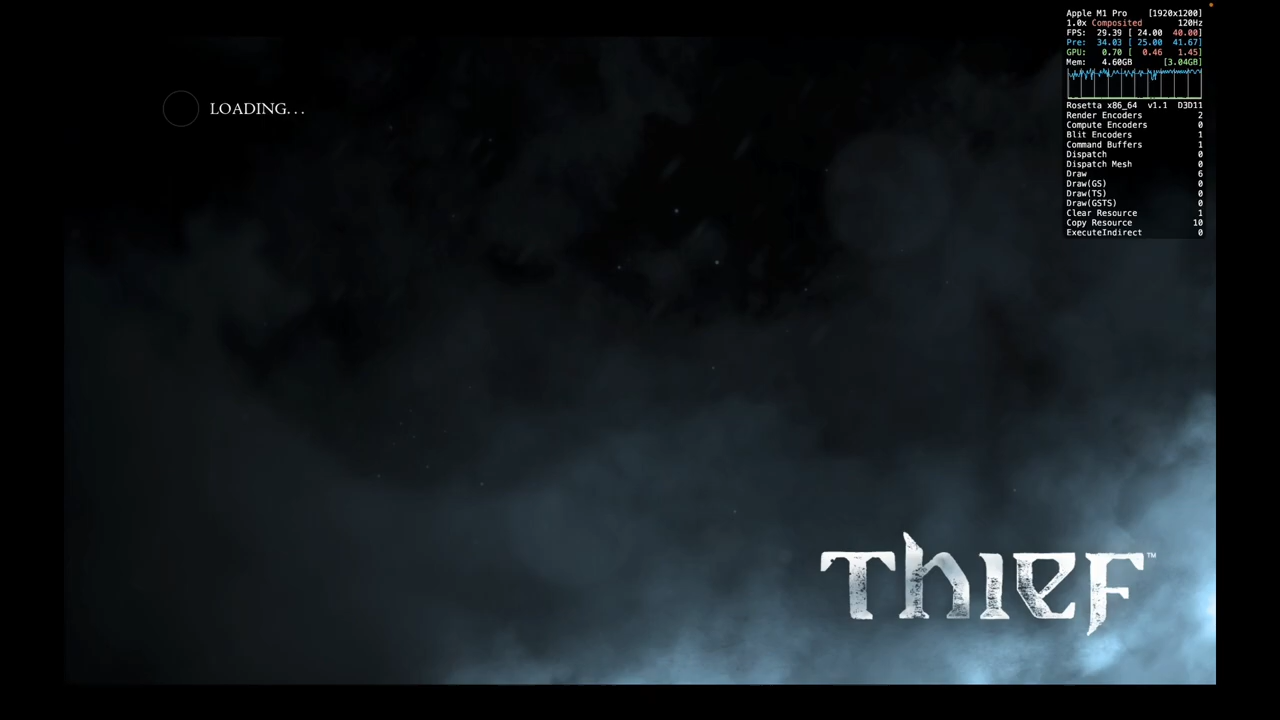 Apple M1 Pro [1920x1200]
1.0x Composited 120Hz
FPS: 29.39 [ 24.00 40.00]
Pre: 34.03 [ 25.00 41.67]
GPU: 0.70 [ 0.46 1.45]
Mem: 4.60GB [3.04GB]
Rosetta x86_64 v1.1 D3D11
Render Encoders 2
Compute Encoders 0
Blit Encoders 1
Command Buffers 1
Dispatch 0
Dispatch Mesh 0
Draw 6
Draw(GS) 0
Draw(TS) 0
Draw(GSTS) 0
Clear Resource 1
Copy Resource 10
ExecuteIndirect 0
LOADING...
Thief™